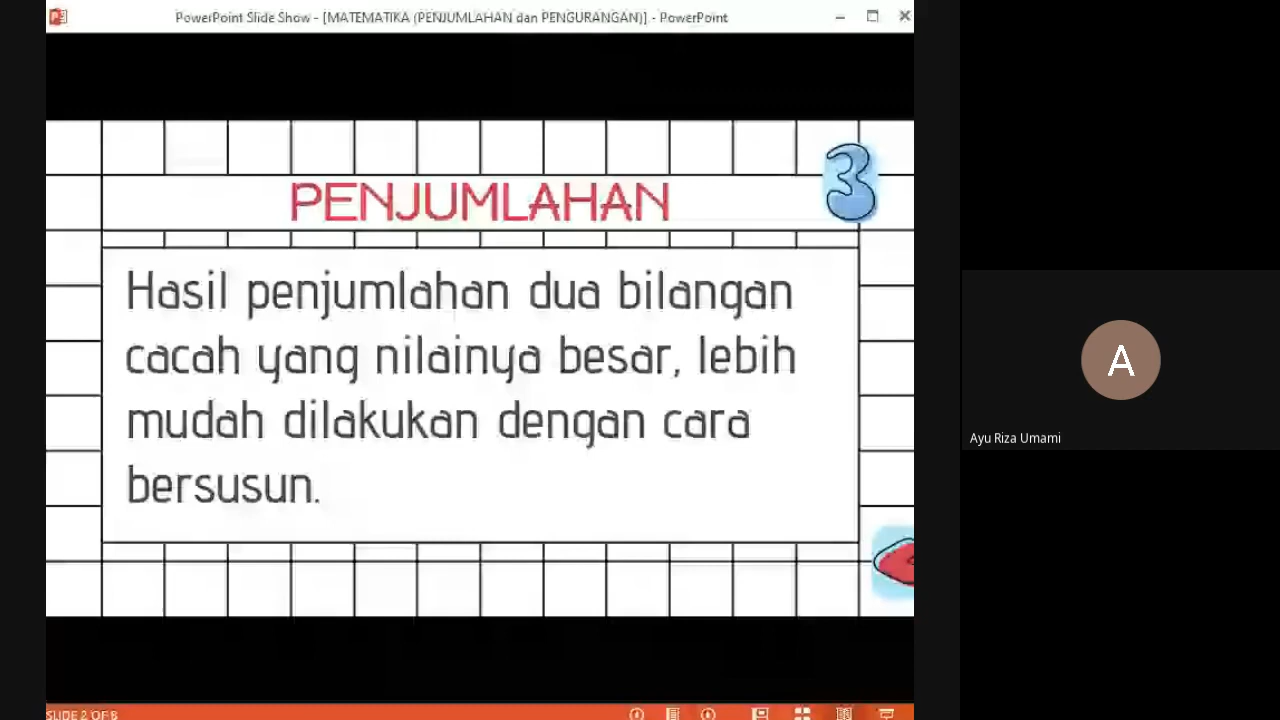 PowerPoint Slide Show - [MATEMATIKA (PENJUMLAHAN dan PENGURANGAN)] - PowerPoint
3
PENJUMLAHAN
Hasil penjumlahan dua bilangan
cacah yang nilainya besar, lebih
mudah dilakukan dengan cara
bersusun.
A
Ayu Riza Umami
SLIDE 2 OF 8